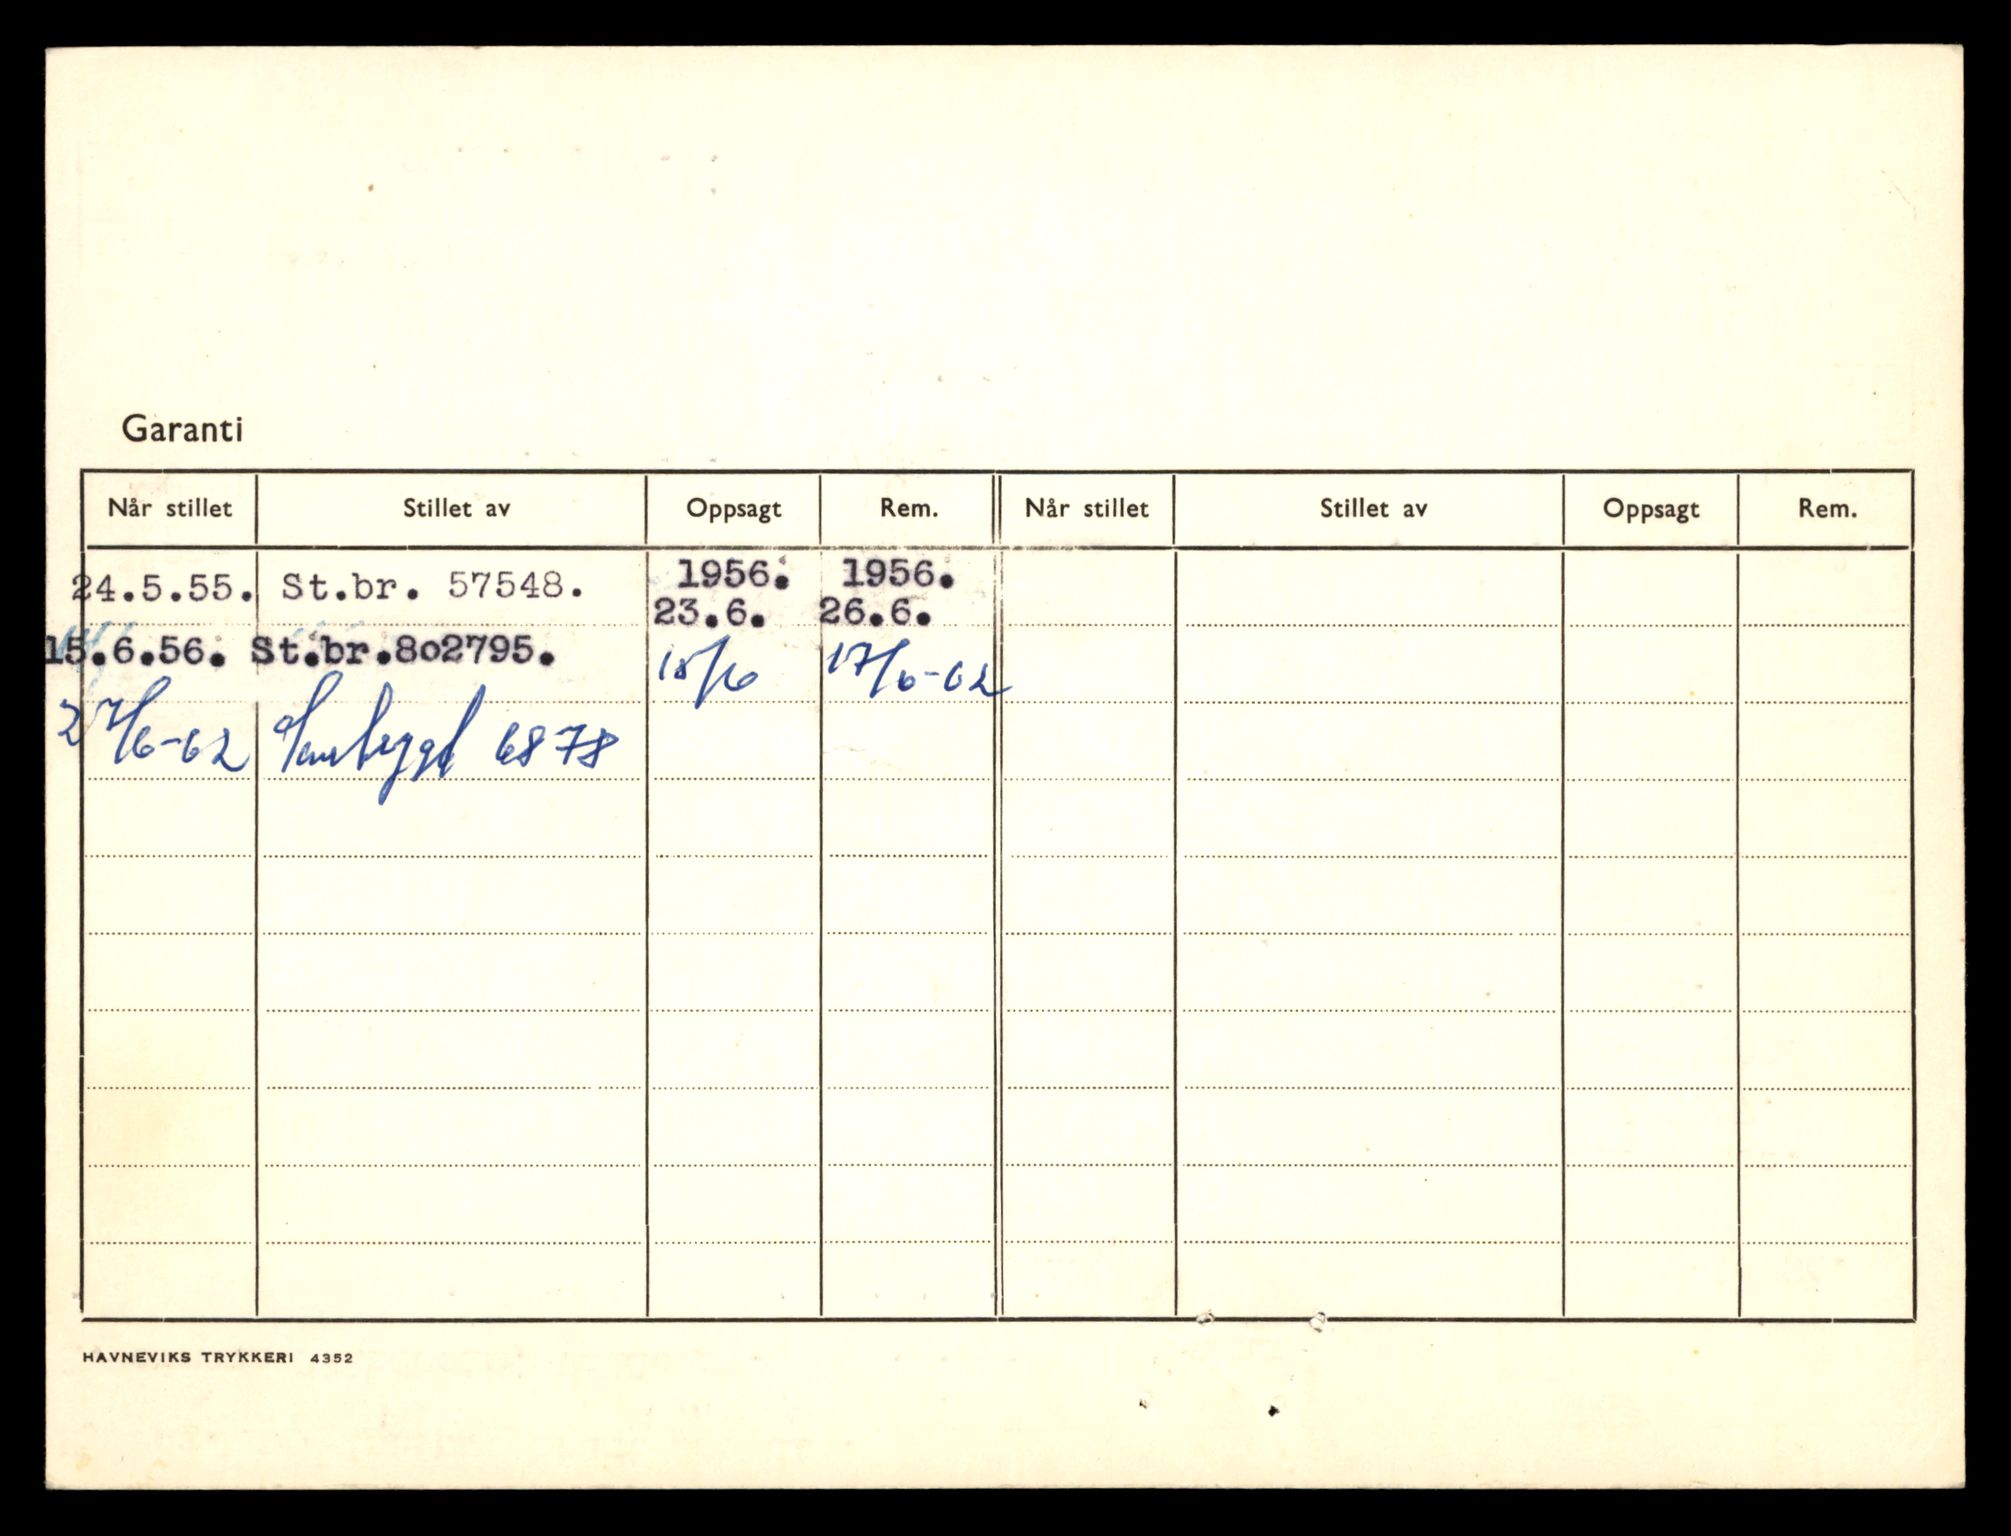 Garanti
Når stillet Stillet av Oppsagt Rem. Når stillet Stillet av Oppsagt Rem.
1956. 1956.
24.5.55. St.br. 57548.
23.6. 26.6.
15.6.56. St.br.802795.
18/6 17/6-62
27/6-62 Sambygd 6878
HAVNEVIKS TRYKKERI 4352